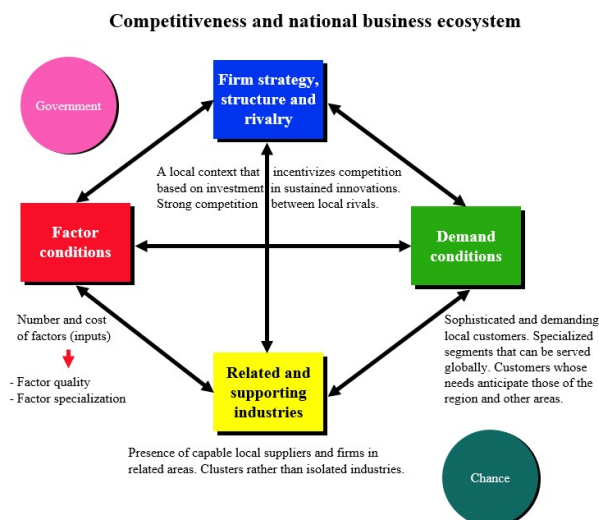 Competitiveness and national business ecosystem
Government
Firm strategy,
structure and
rivalry
A local context that incentivizes competition
based on investment in sustained innovations.
Strong competition between local rivals.
Factor
conditions
Demand
conditions
Number and cost
of factors (inputs)
- Factor quality
- Factor specialization
Sophisticated and demanding
local customers. Specialized
segments that can be served
globally. Customers whose
needs anticipate those of the
region and other areas.
Related and
supporting
industries
Presence of capable local suppliers and firms in
related areas. Clusters rather than isolated industries.
Chance